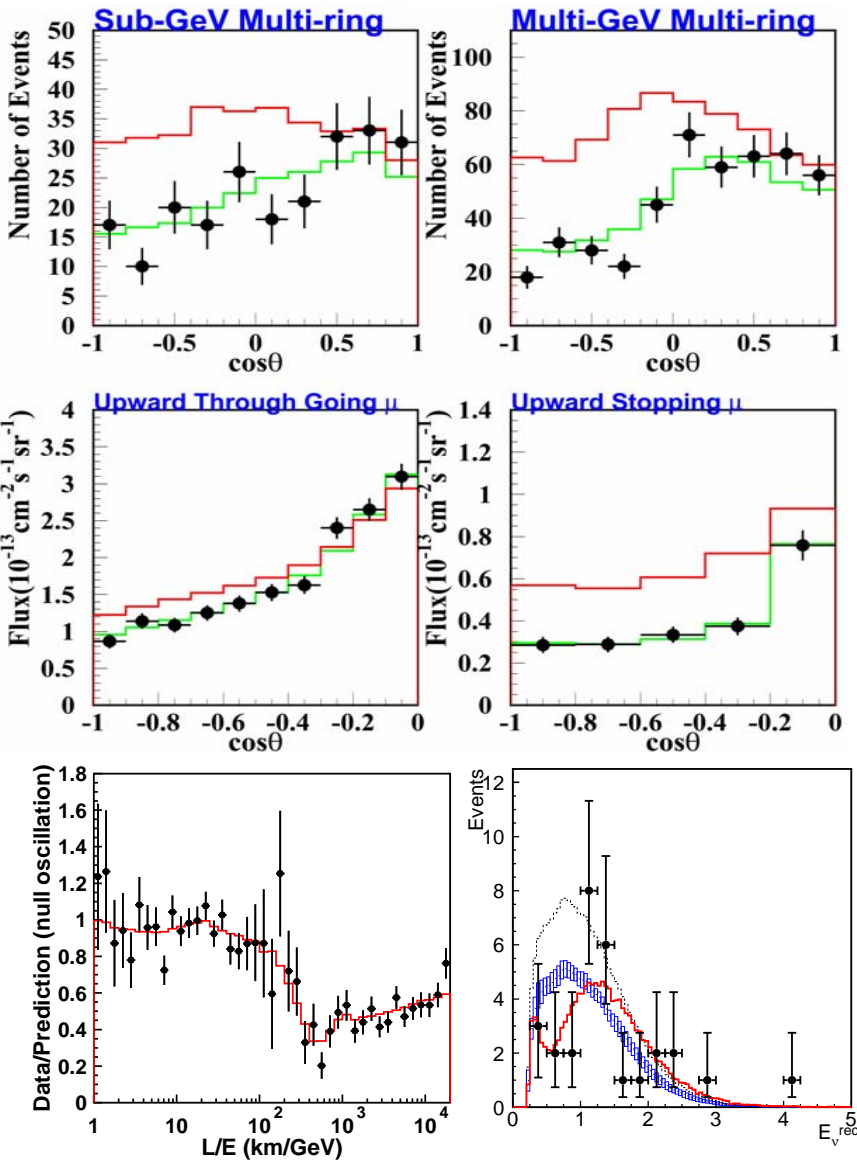 Sub-GeV Multi-ring
Number of Events
50
45
40
35
30
25
20
15
10
5
0
-1 -0.5 0 0.5 1
cosθ
Multi-GeV Multi-ring
Number of Events
100
80
60
40
20
0
-1 -0.5 0 0.5 1
cosθ
Upward Through Going μ
Flux(10⁻¹³cm⁻²s⁻¹sr⁻¹)
4
3.5
3
2.5
2
1.5
1
0.5
0
-1 -0.8 -0.6 -0.4 -0.2 0
cosθ
Upward Stopping μ
Flux(10⁻¹³cm⁻²s⁻¹sr⁻¹)
1.4
1.2
1
0.8
0.6
0.4
0.2
0
-1 -0.8 -0.6 -0.4 -0.2 0
cosθ
Data/Prediction (null oscillation)
1.8
1.6
1.4
1.2
1
0.8
0.6
0.4
0.2
0
1 10 10² 10³ 10⁴
L/E (km/GeV)
Events
12
10
8
6
4
2
0
0 1 2 3 4 5